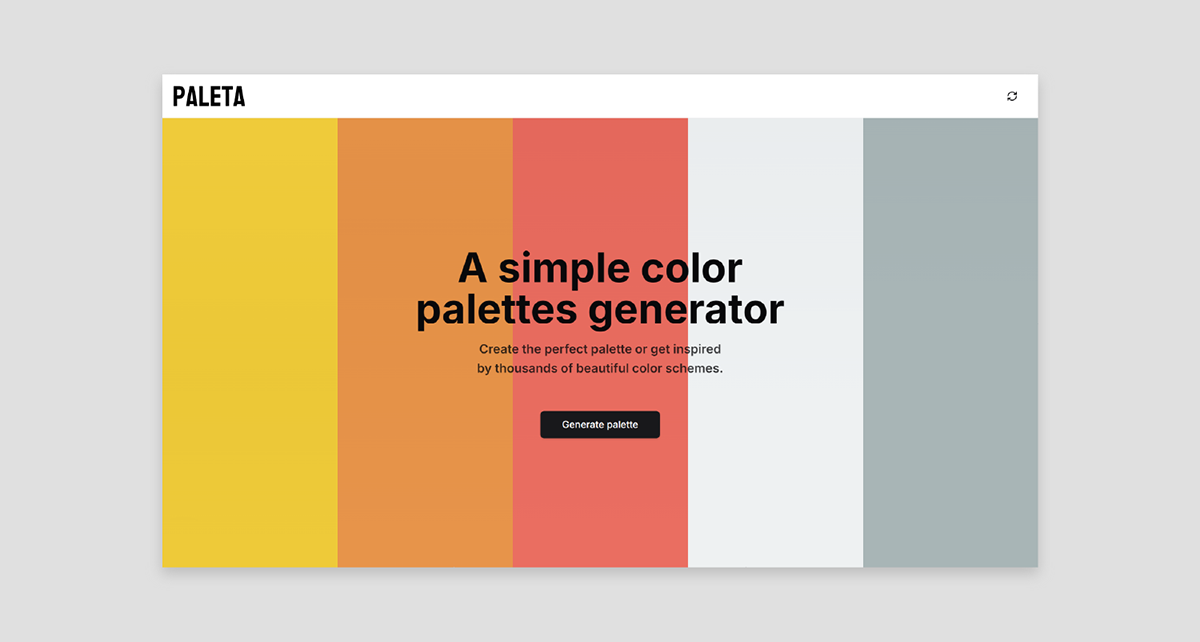 PALETA
A simple color
palettes generator
Create the perfect palette or get inspired
by thousands of beautiful color schemes.
Generate palette